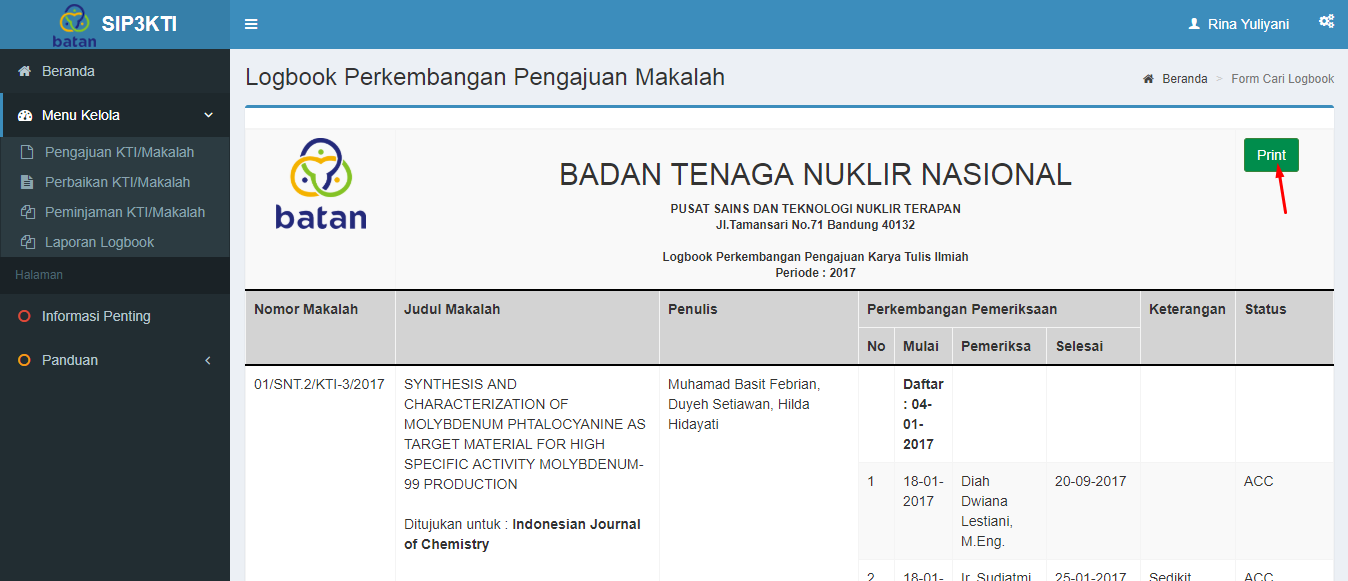 batan
SIP3KTI
Rina Yuliyani
Beranda
Menu Kelola
Pengajuan KTI/Makalah
Perbaikan KTI/Makalah
Peminjaman KTI/Makalah
Laporan Logbook
Halaman
Informasi Penting
Panduan
Logbook Perkembangan Pengajuan Makalah
Beranda > Form Cari Logbook
batan
BADAN TENAGA NUKLIR NASIONAL
PUSAT SAINS DAN TEKNOLOGI NUKLIR TERAPAN
Jl.Tamansari No.71 Bandung 40132
Logbook Perkembangan Pengajuan Karya Tulis Ilmiah
Periode : 2017
Print
Nomor Makalah
Judul Makalah
Penulis
Perkembangan Pemeriksaan
Keterangan
Status
No
Mulai
Pemeriksa
Selesai
01/SNT.2/KTI-3/2017
SYNTHESIS AND
CHARACTERIZATION OF
MOLYBDENUM PHTALOCYANINE AS
TARGET MATERIAL FOR HIGH
SPECIFIC ACTIVITY MOLYBDENUM-
99 PRODUCTION
Ditujukan untuk : Indonesian Journal
of Chemistry
Muhamad Basit Febrian,
Duyeh Setiawan, Hilda
Hidayati
Daftar
: 04-
01-
2017
1
18-01-
2017
Diah
Dwiana
Lestiani,
M.Eng.
20-09-2017
ACC
2
18-01-
Ir. Sudjatmi
25-01-2017
Sedikit
ACC